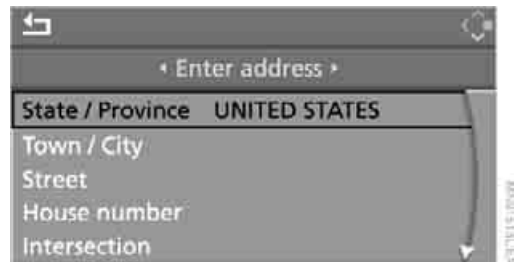 Enter address
State / Province UNITED STATES
Town / City
Street
House number
Intersection